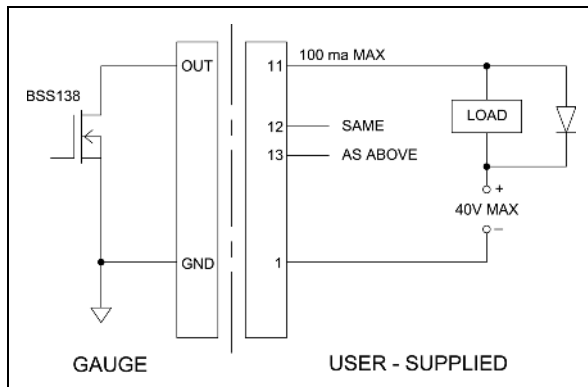 OUT
11
100 ma MAX
BSS138
LOAD
12
SAME
13
AS ABOVE
+
40V MAX
–
GND
1
GAUGE
USER - SUPPLIED